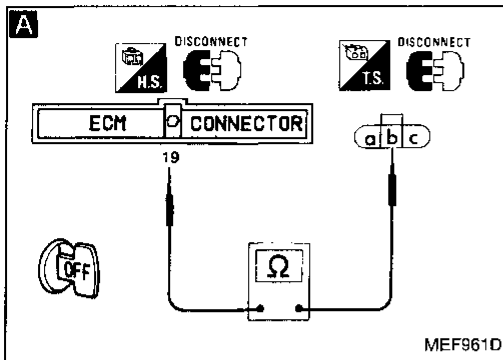 A
DISCONNECT
H.S.
DISCONNECT
T.S.
ECM CONNECTOR
a b c
19
OFF
Ω
MEF961D